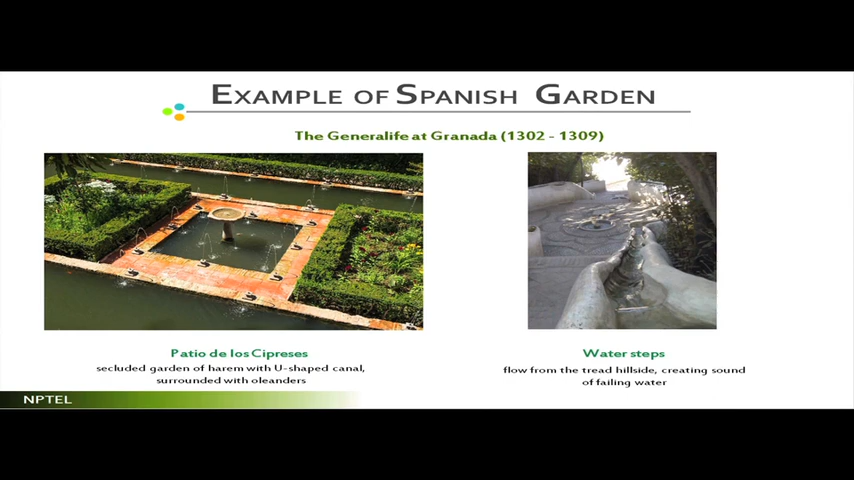 EXAMPLE OF SPANISH GARDEN
The Generalife at Granada (1302 - 1309)
Patio de los Cipreses
secluded garden of harem with U-shaped canal,
surrounded with oleanders
Water steps
flow from the tread hillside, creating sound
of failing water
NPTEL